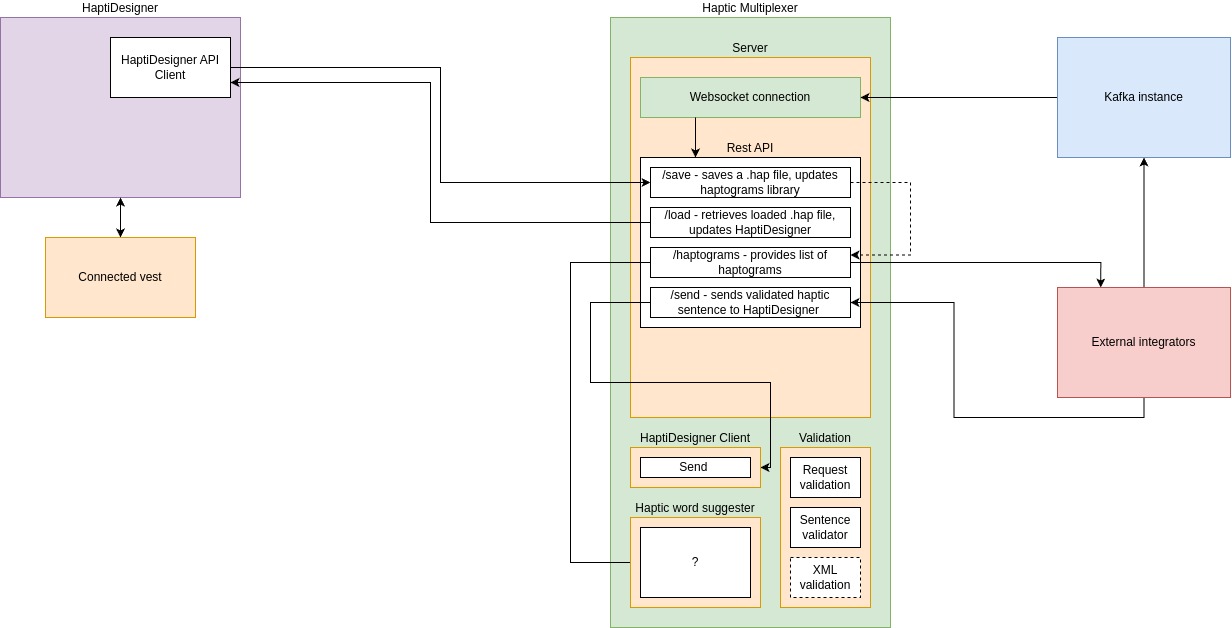 HaptiDesigner
HaptiDesigner API
Client
Connected vest
Haptic Multiplexer
Server
Websocket connection
Rest API
/save - saves a .hap file, updates
haptograms library
/load - retrieves loaded .hap file,
updates HaptiDesigner
/haptograms - provides list of
haptograms
/send - sends validated haptic
sentence to HaptiDesigner
HaptiDesigner Client
Send
Haptic word suggester
?
Validation
Request
validation
Sentence
validator
XML
validation
Kafka instance
External integrators